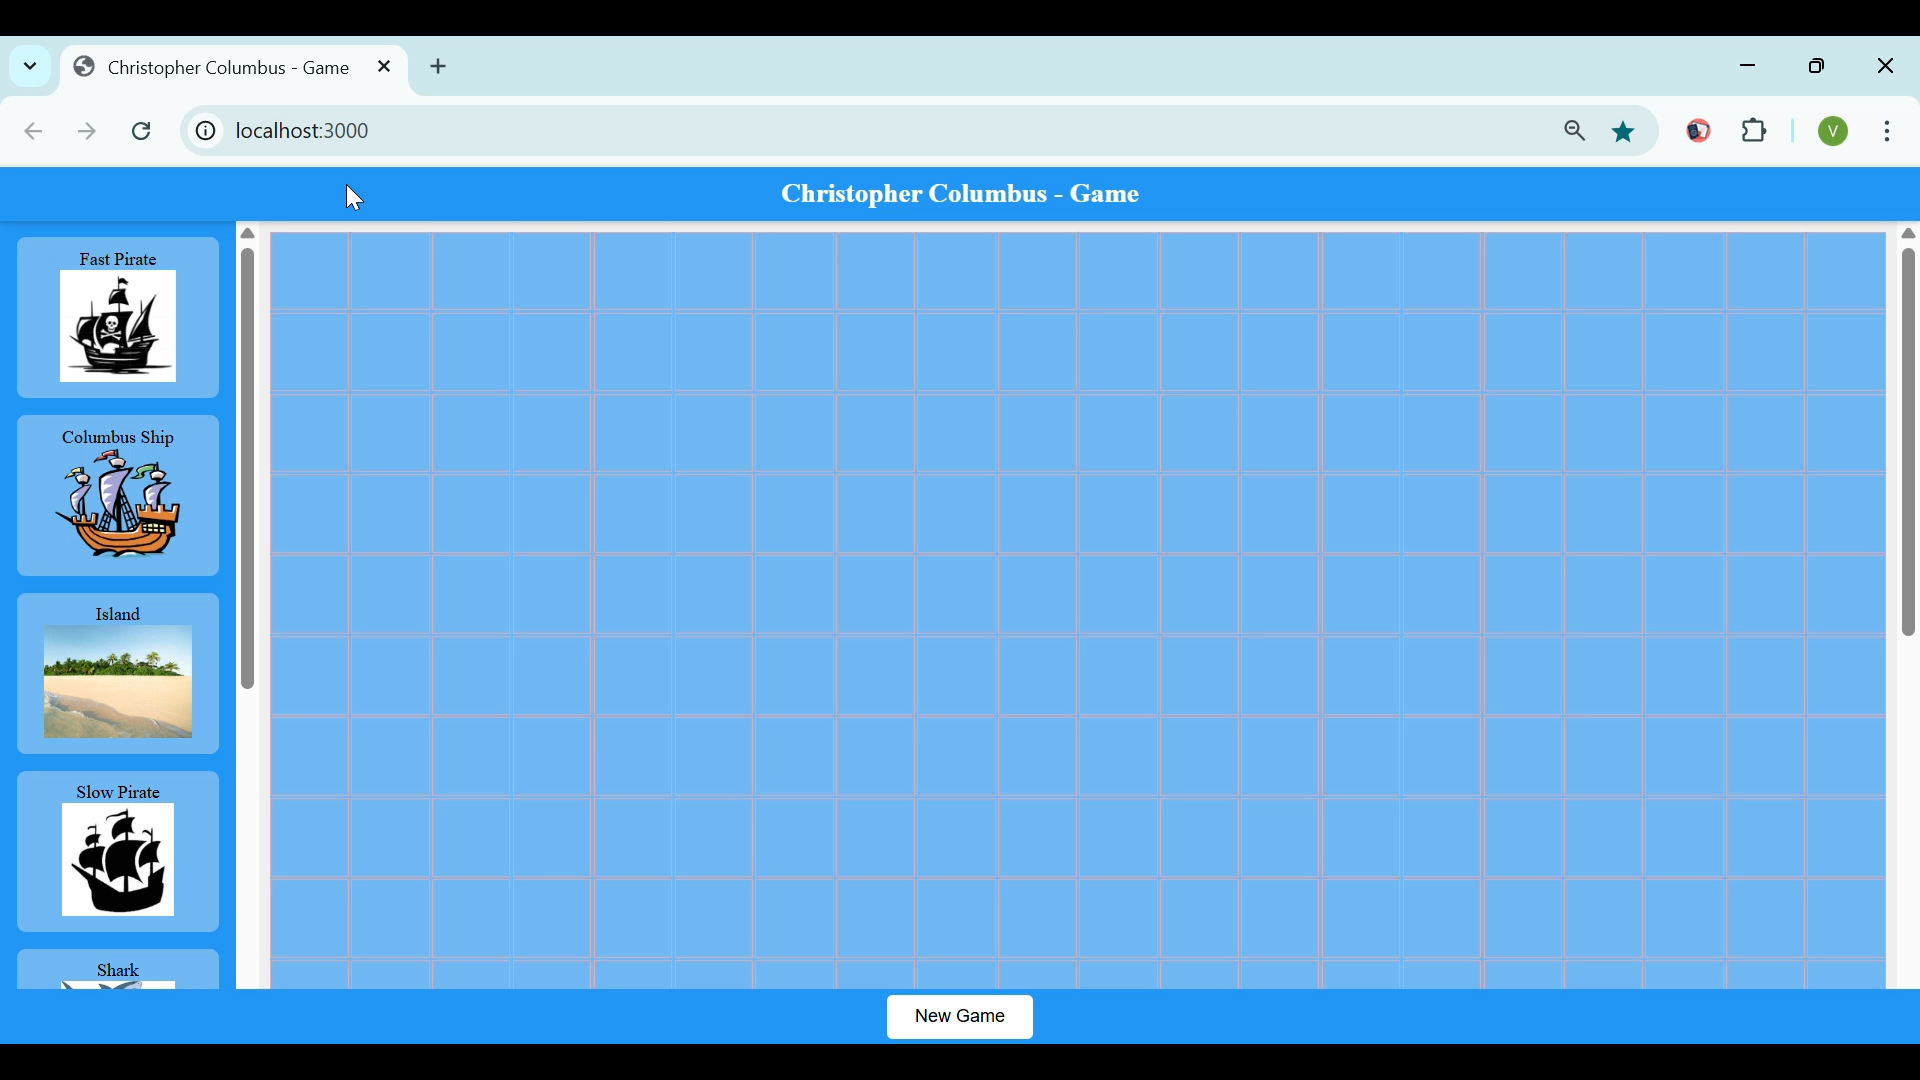 Christopher Columbus - Game
localhost:3000
V
Christopher Columbus - Game
Fast Pirate
Columbus Ship
Island
Slow Pirate
Shark
New Game